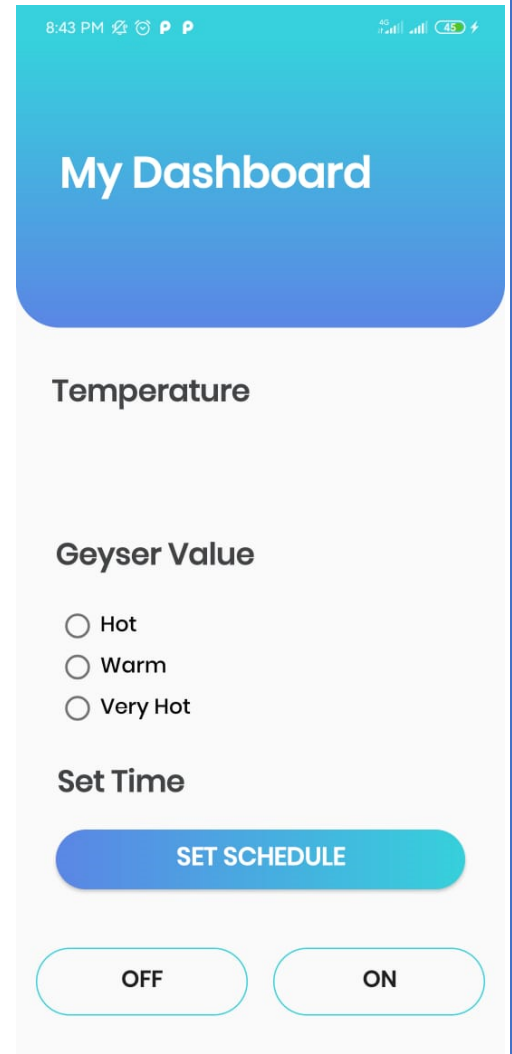 8:43 PM
4G 45
My Dashboard
Temperature
Geyser Value
Hot
Warm
Very Hot
Set Time
SET SCHEDULE
OFF ON